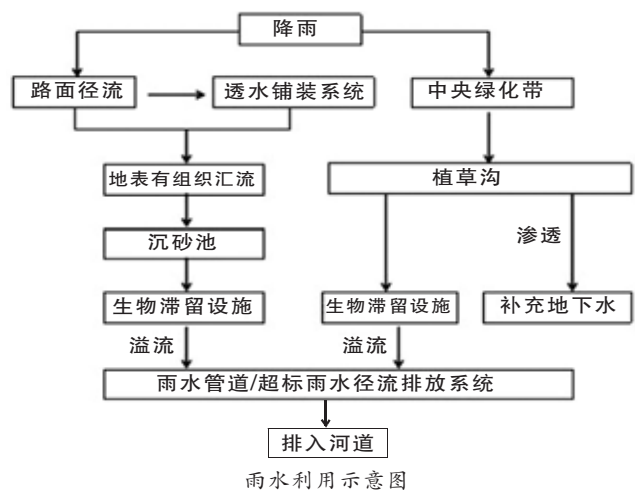 降雨
路面径流
透水铺装系统
中央绿化带
地表有组织汇流
植草沟
沉砂池
渗透
生物滞留设施
生物滞留设施
补充地下水
溢流
溢流
雨水管道/超标雨水径流排放系统
排入河道
雨水利用示意图